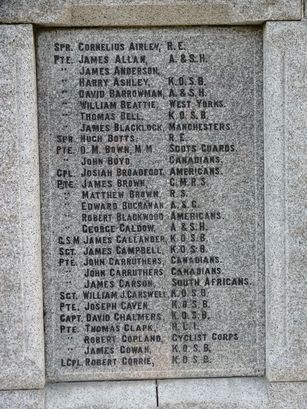 SPR. CORNELIUS AIRLEY, R.E.
PTE. JAMES ALLAN, A.&S.H.
" JAMES ANDERSON,
" HARRY ASHLEY, K.O.S.B.
" DAVID BARROWMAN, A.&S.H.
" WILLIAM BEATTIE, WEST YORKS.
" THOMAS BELL, K.O.S.B.
" JAMES BLACKLOCK, MANCHESTERS
SPR. HUGH BOTTS, R.E.
PTE. D.M. BOWN, M.M. SCOTS GUARDS.
" JOHN BOYD, CANADIANS.
CPL. JOSIAH BROADFOOT, AMERICANS.
PTE. JAMES BROWN, C.M.R.S.
" MATTHEW BROWN, R.S.
" EDWARD BUCHANAN, A.S.C.
" ROBERT BLACKWOOD AMERICANS.
" GEORGE CALDOW, A.&S.H.
C.S.M. JAMES CALLANDER, K.O.S.B.
SGT. JAMES CAMPBELL, K.O.S.B.
PTE. JOHN CARRUTHERS, CANADIANS.
" JOHN CARRUTHERS, CANADIANS.
" JAMES CARSON, SOUTH AFRICANS.
SGT. WILLIAM J. CARSWELL, K.O.S.B.
PTE. JOSEPH CAVEN, K.O.S.B.
CAPT. DAVID CHALMERS, K.O.S.B.
PTE. THOMAS CLARK, H.L.I.
" ROBERT COPLAND, CYCLIST CORPS
" JAMES COWAN, K.O.S.B.
L.CPL. ROBERT CORRIE, K.O.S.B.